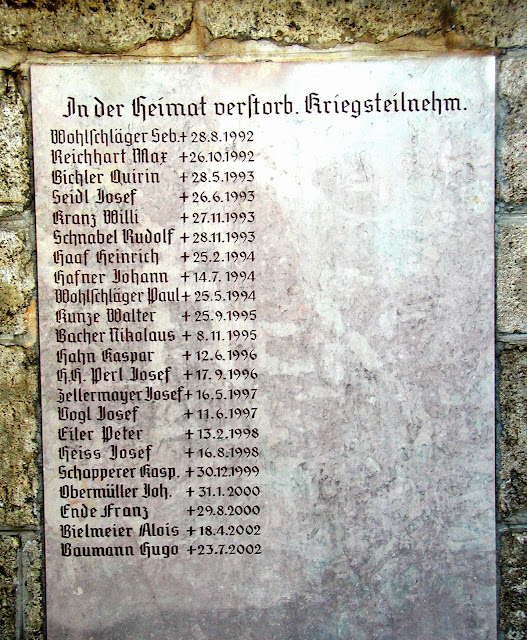 In der Heimat verstorb. Kriegsteilnehm.
Wohlschläger Seb. + 28.8.1992
Reichhart Max + 26.10.1992
Bichler Quirin + 28.5.1993
Seidl Josef + 26.6.1993
Kranz Willi + 27.11.1993
Schnabel Rudolf + 28.11.1993
Haaf Heinrich + 25.2.1994
Hafner Johann + 14.7. 1994
Wohlschläger Paul + 25.5.1994
Kunze Walter + 25.9.1995
Bacher Nikolaus + 8.11.1995
Hahn Kaspar + 12.6.1996
H.H. Perl Josef + 17.9.1996
Zellermayer Josef + 16.5.1997
Vogl Josef + 11.6.1997
Eiler Peter + 13.2.1998
Heiss Josef + 16.8.1998
Schapperer Kasp. + 30.12.1999
Obermüller Joh. + 31.1.2000
Ende Franz + 29.8.2000
Bielmeier Alois + 18.4.2002
Baumann Hugo + 23.7.2002